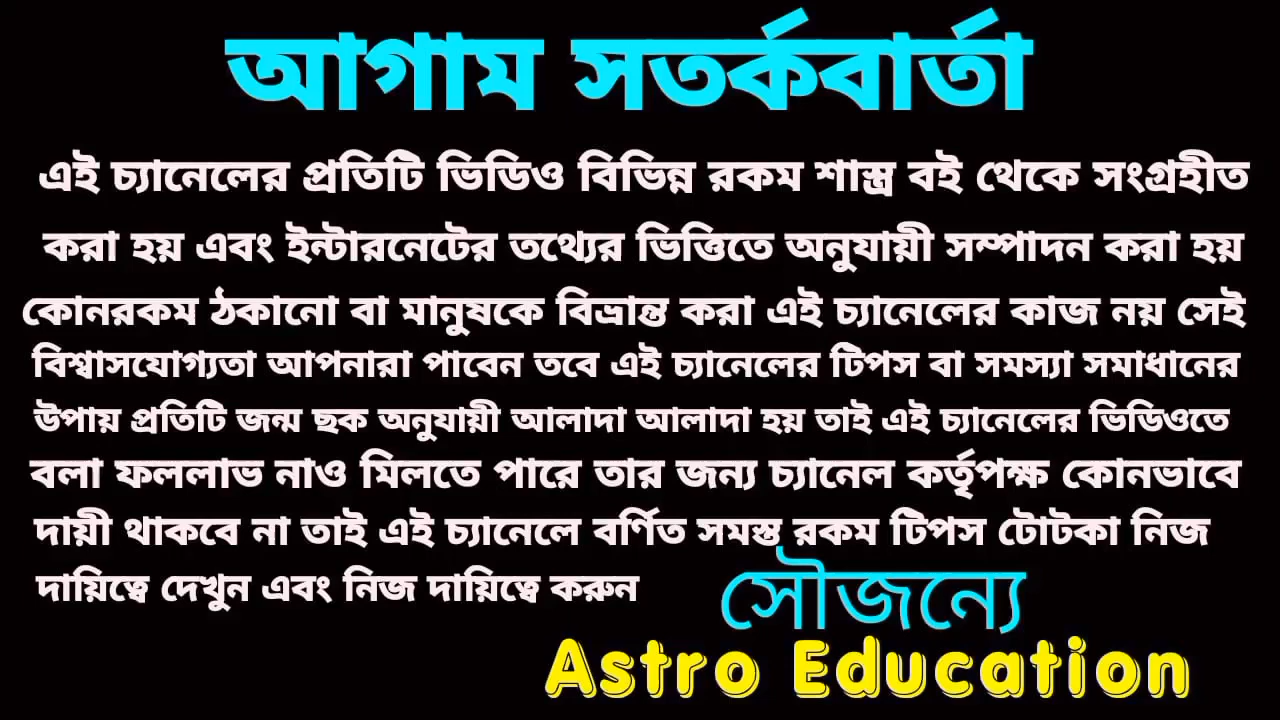 আগাম সতর্কবার্তা
এই চ্যানেলের প্রতিটি ভিডিও বিভিন্ন রকম শাস্ত্র বই থেকে সংগ্রহীত
করা হয় এবং ইন্টারনেটের তথ্যের ভিত্তিতে অনুযায়ী সম্পাদন করা হয়
কোনরকম ঠকানো বা মানুষকে বিভ্রান্ত করা এই চ্যানেলের কাজ নয় সেই
বিশ্বাসযোগ্যতা আপনারা পাবেন তবে এই চ্যানেলের টিপস বা সমস্যা সমাধানের
উপায় প্রতিটি জন্ম ছক অনুযায়ী আলাদা আলাদা হয় তাই এই চ্যানেলের ভিডিওতে
বলা ফললাভ নাও মিলতে পারে তার জন্য চ্যানেল কর্তৃপক্ষ কোনভাবে
দায়ী থাকবে না তাই এই চ্যানেলে বর্ণিত সমস্ত রকম টিপস টোটকা নিজ
দায়িত্বে দেখুন এবং নিজ দায়িত্বে করুন
সৌজন্যে
Astro Education